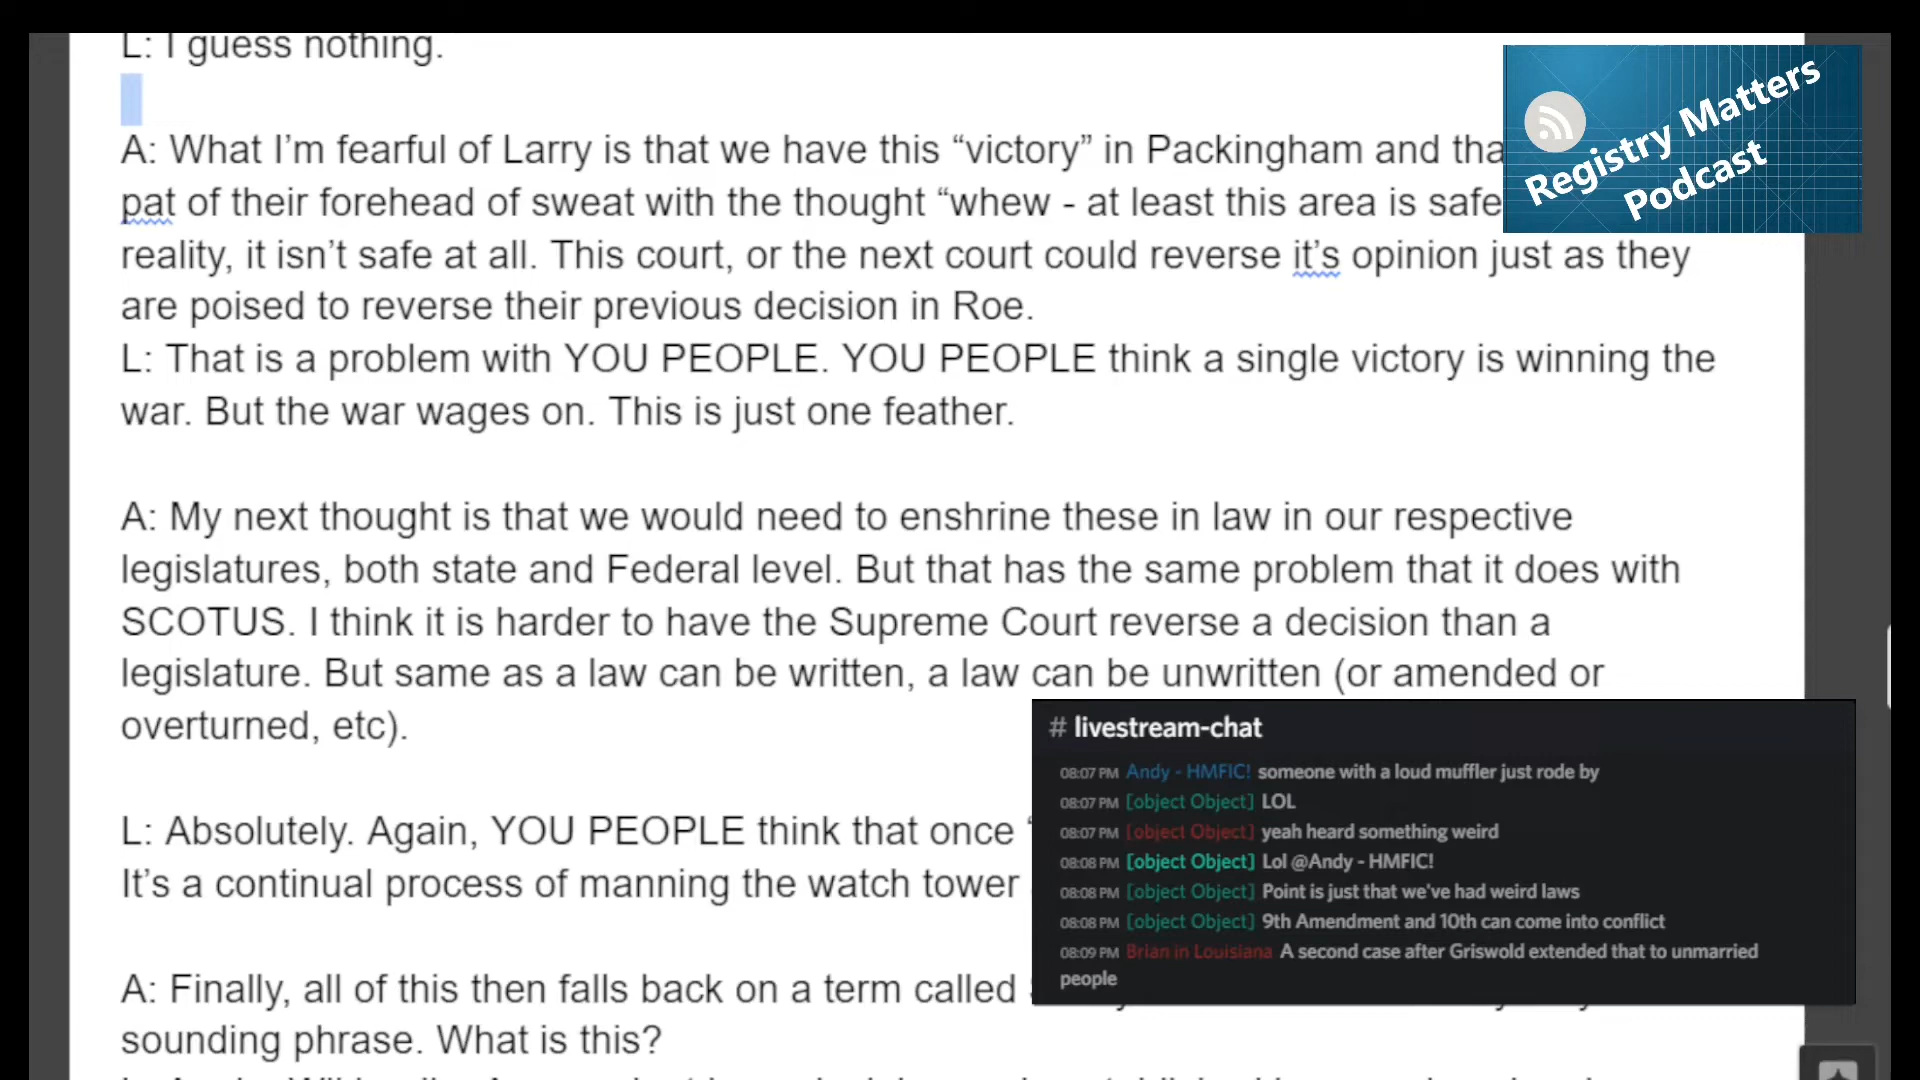 L: I guess nothing.
A: What I'm fearful of Larry is that we have this “victory” in Packingham and
pat of their forehead of sweat with the thought “whew - at least this area is safe
reality, it isn't safe at all. This court, or the next court could reverse it's opinion just as they
are poised to reverse their previous decision in Roe.
L: That is a problem with YOU PEOPLE. YOU PEOPLE think a single victory is winning the
war. But the war wages on. This is just one feather.
A: My next thought is that we would need to enshrine these in law in our respective
legislatures, both state and Federal level. But that has the same problem that it does with
SCOTUS. I think it is harder to have the Supreme Court reverse a decision than a
legislature. But same as a law can be written, a law can be unwritten (or amended or
overturned, etc).
L: Absolutely. Again, YOU PEOPLE think that once
It's a continual process of manning the watch tower
A: Finally, all of this then falls back on a term called
sounding phrase. What is this?
Registry Matters
Podcast
# livestream-chat
08:07 PM Andy - HMFIC! someone with a loud muffler just rode by
08:07 PM [object Object] LOL
08:07 PM [object Object] yeah heard something weird
08:08 PM [object Object] Lol @Andy - HMFIC!
08:08 PM [object Object] Point is just that we've had weird laws
08:08 PM [object Object] 9th Amendment and 10th can come into conflict
08:09 PM Brian in Louisiana A second case after Griswold extended that to unmarried
people